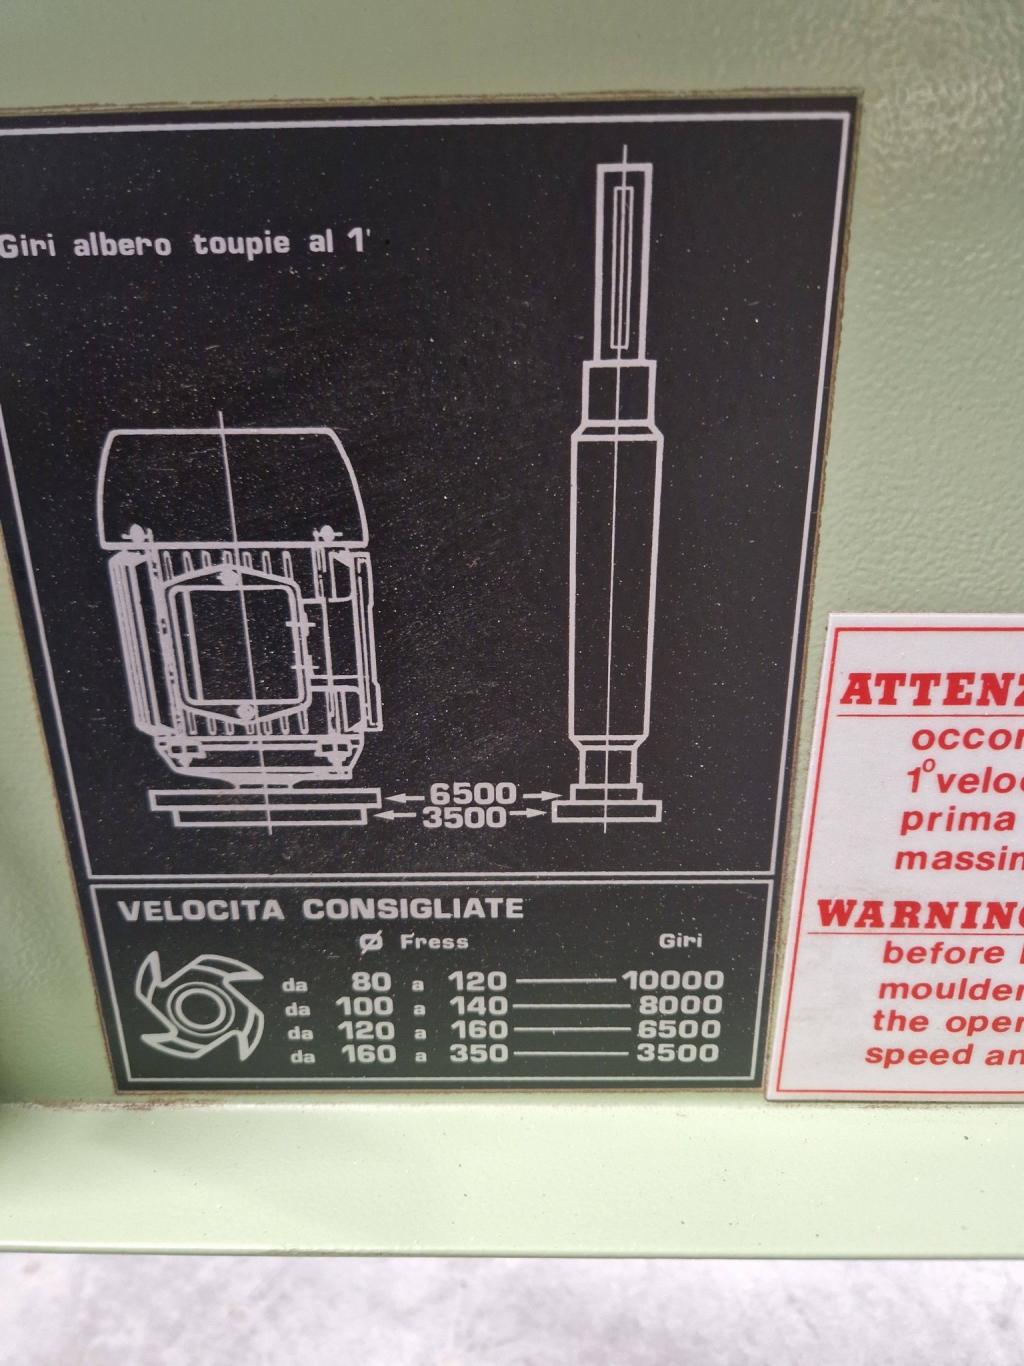 Giri albero toupie al 1'
6500
3500
VELOCITA CONSIGLIATE
Ø Fress Giri
da 80 a 120 10000
da 100 a 140 8000
da 120 a 160 6500
da 160 a 350 3500
ATTENZ
occor
1° veloc
prima
massim
WARNING
before
moulder
the oper
speed an